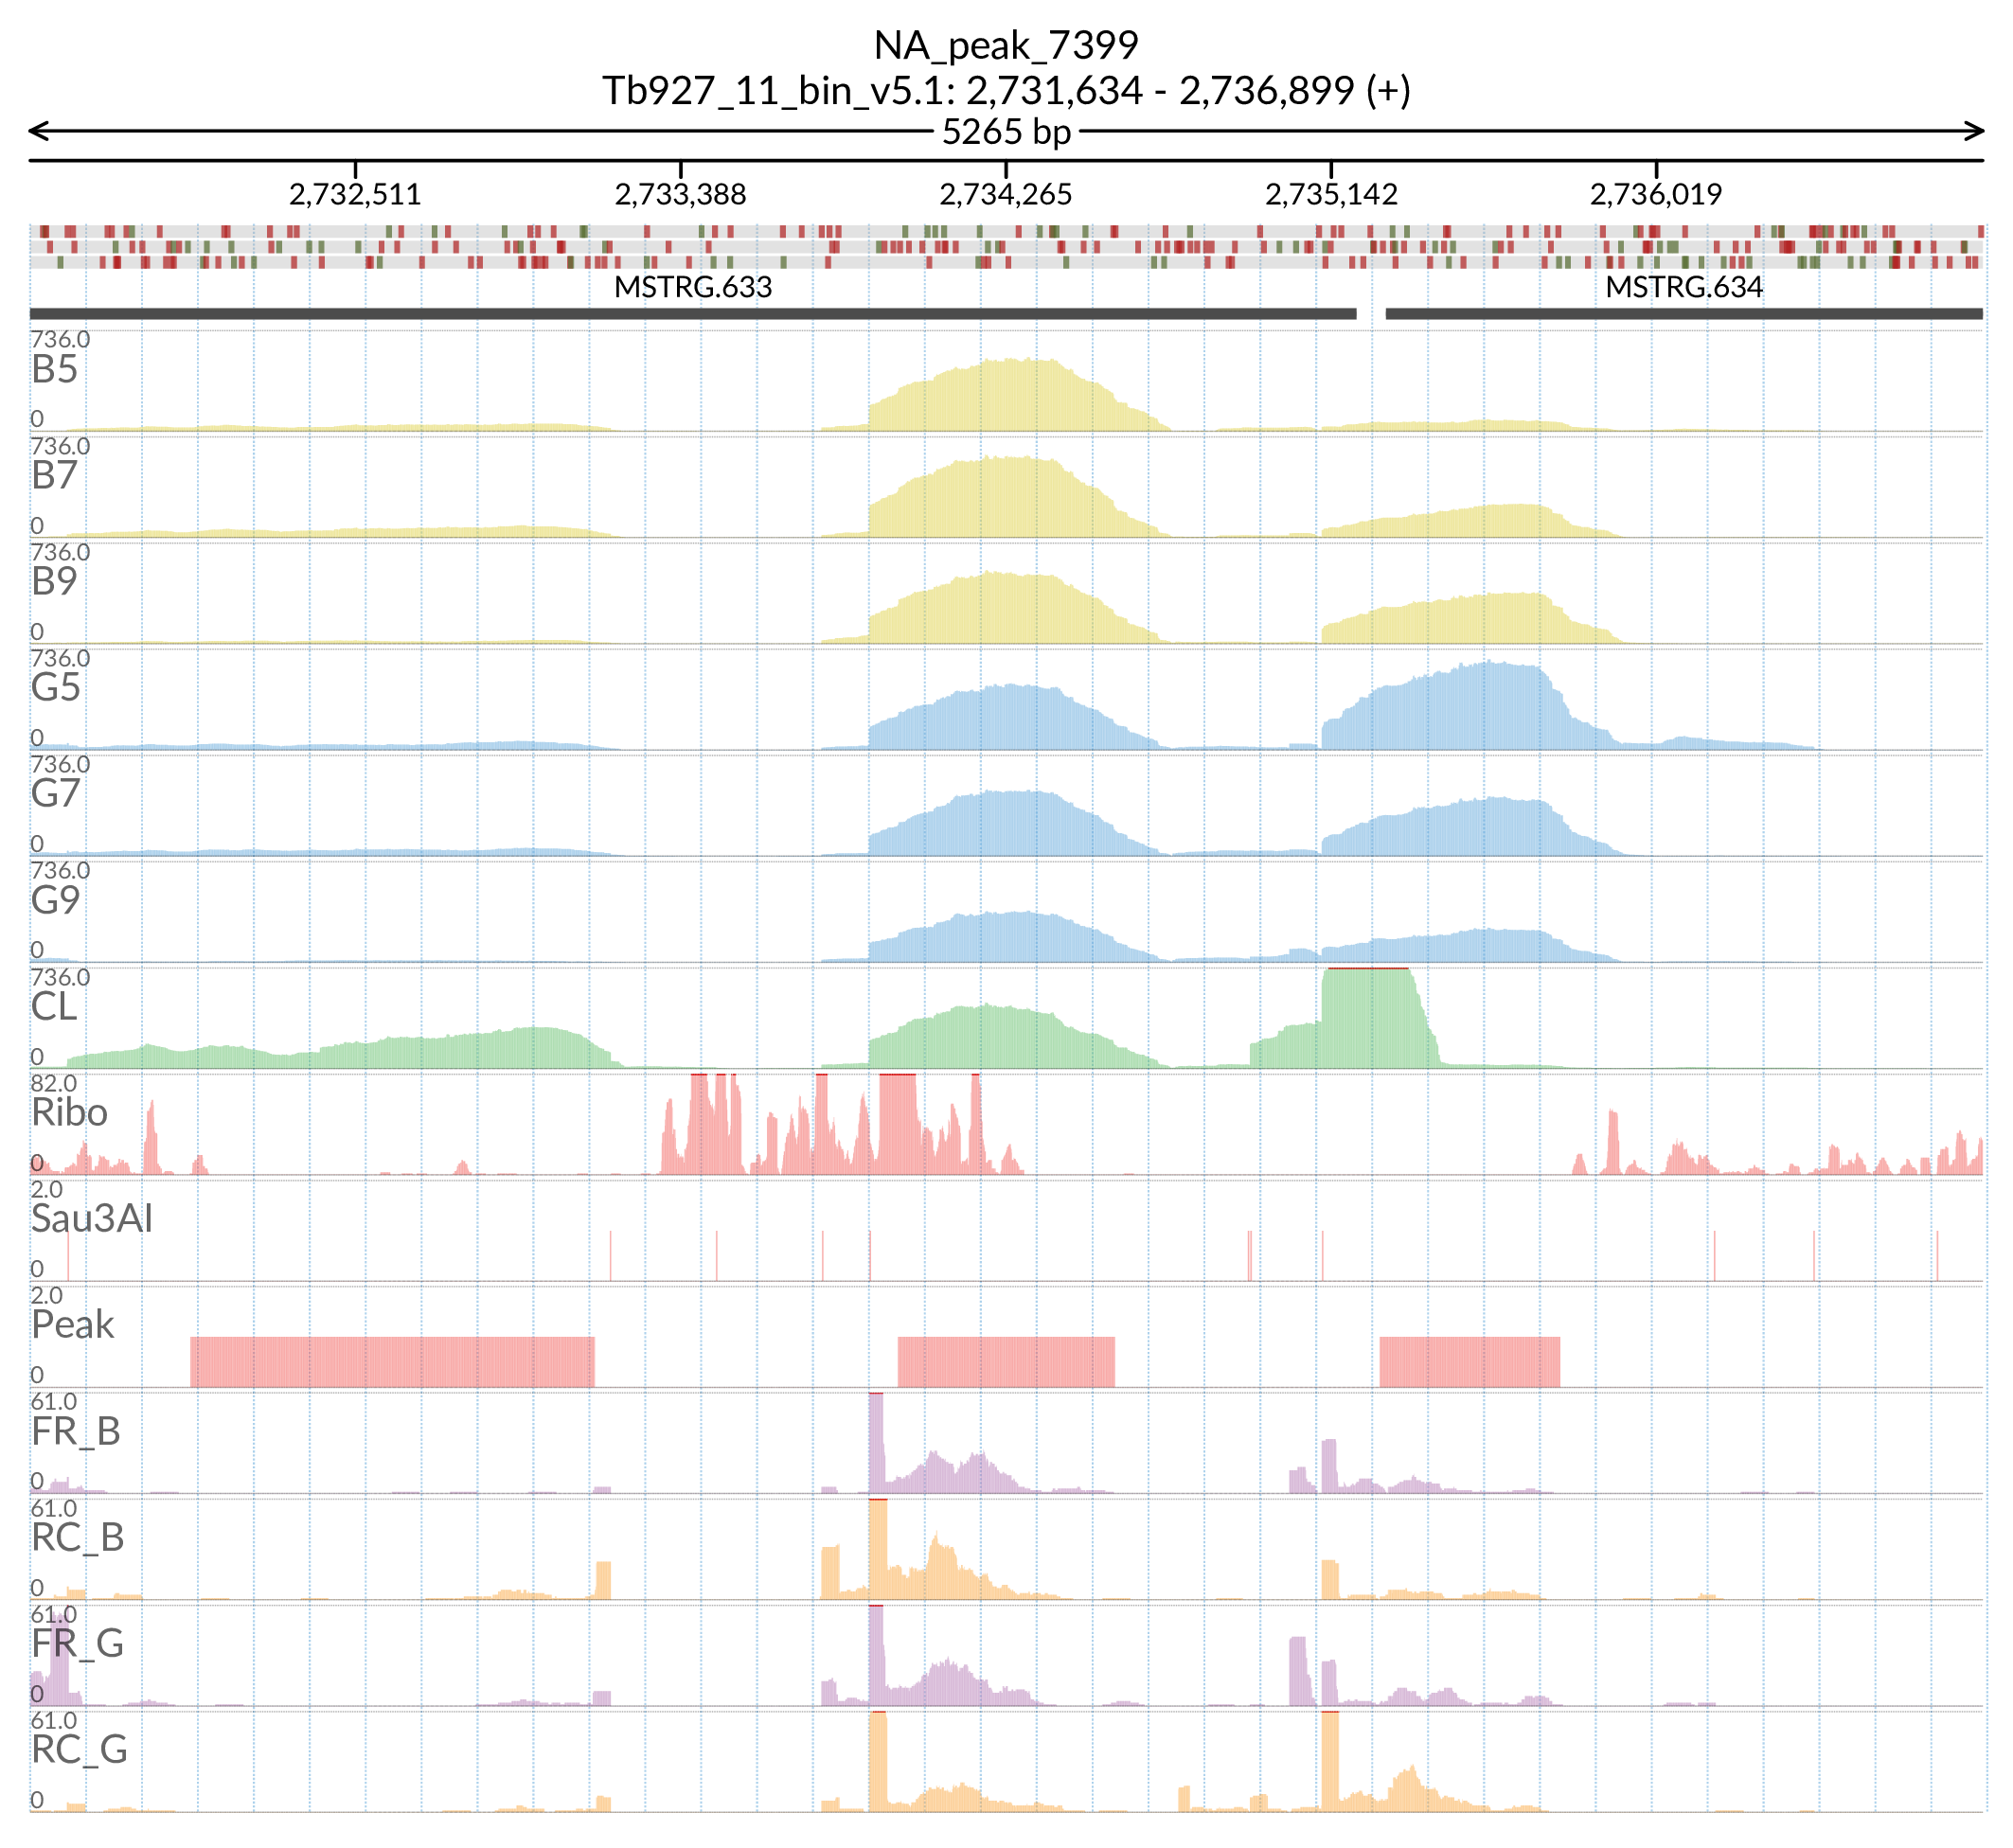 NA_peak_7399
Tb927_11_bin_v5.1: 2,731,634 - 2,736,899 (+)
5265 bp
2,732,511 2,733,388 2,734,265 2,735,142 2,736,019
MSTRG.633 MSTRG.634
736.0
B5
0
736.0
B7
0
736.0
B9
0
736.0
G5
0
736.0
G7
0
736.0
G9
0
736.0
CL
0
82.0
Ribo
0
2.0
Sau3AI
0
2.0
Peak
0
61.0
FR_B
0
61.0
RC_B
0
61.0
FR_G
0
61.0
RC_G
0